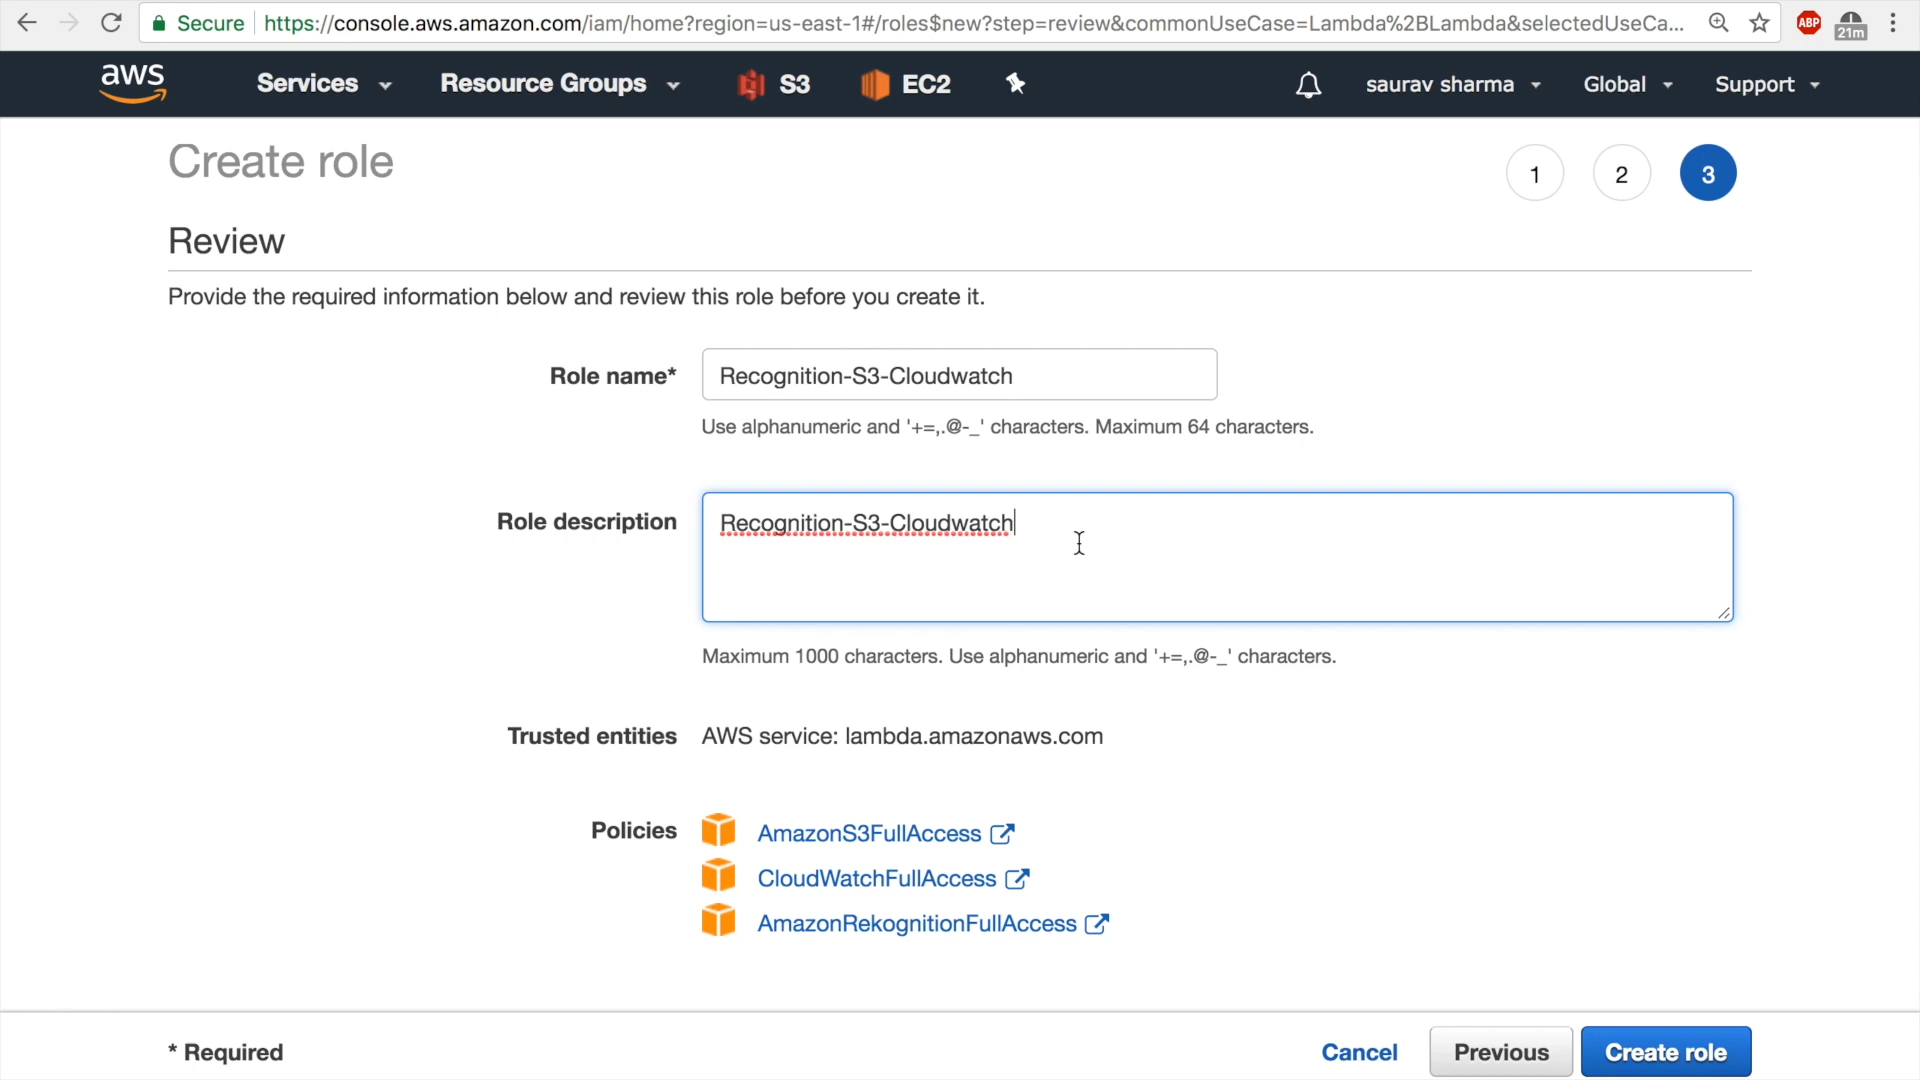 Secure https://console.aws.amazon.com/iam/home?region=us-east-1#/roles$new?step=review&commonUseCase=Lambda%2BLambda&selectedUseCa... ABP 21m
aws Services Resource Groups S3 EC2 saurav sharma Global Support
Create role 1 2 3
Review
Provide the required information below and review this role before you create it.
Role name* Recognition-S3-Cloudwatch
Use alphanumeric and '+=,.@-_' characters. Maximum 64 characters.
Role description Recognition-S3-Cloudwatch
Maximum 1000 characters. Use alphanumeric and '+=,.@-_' characters.
Trusted entities AWS service: lambda.amazonaws.com
Policies AmazonS3FullAccess
CloudWatchFullAccess
AmazonRekognitionFullAccess
* Required Cancel Previous Create role